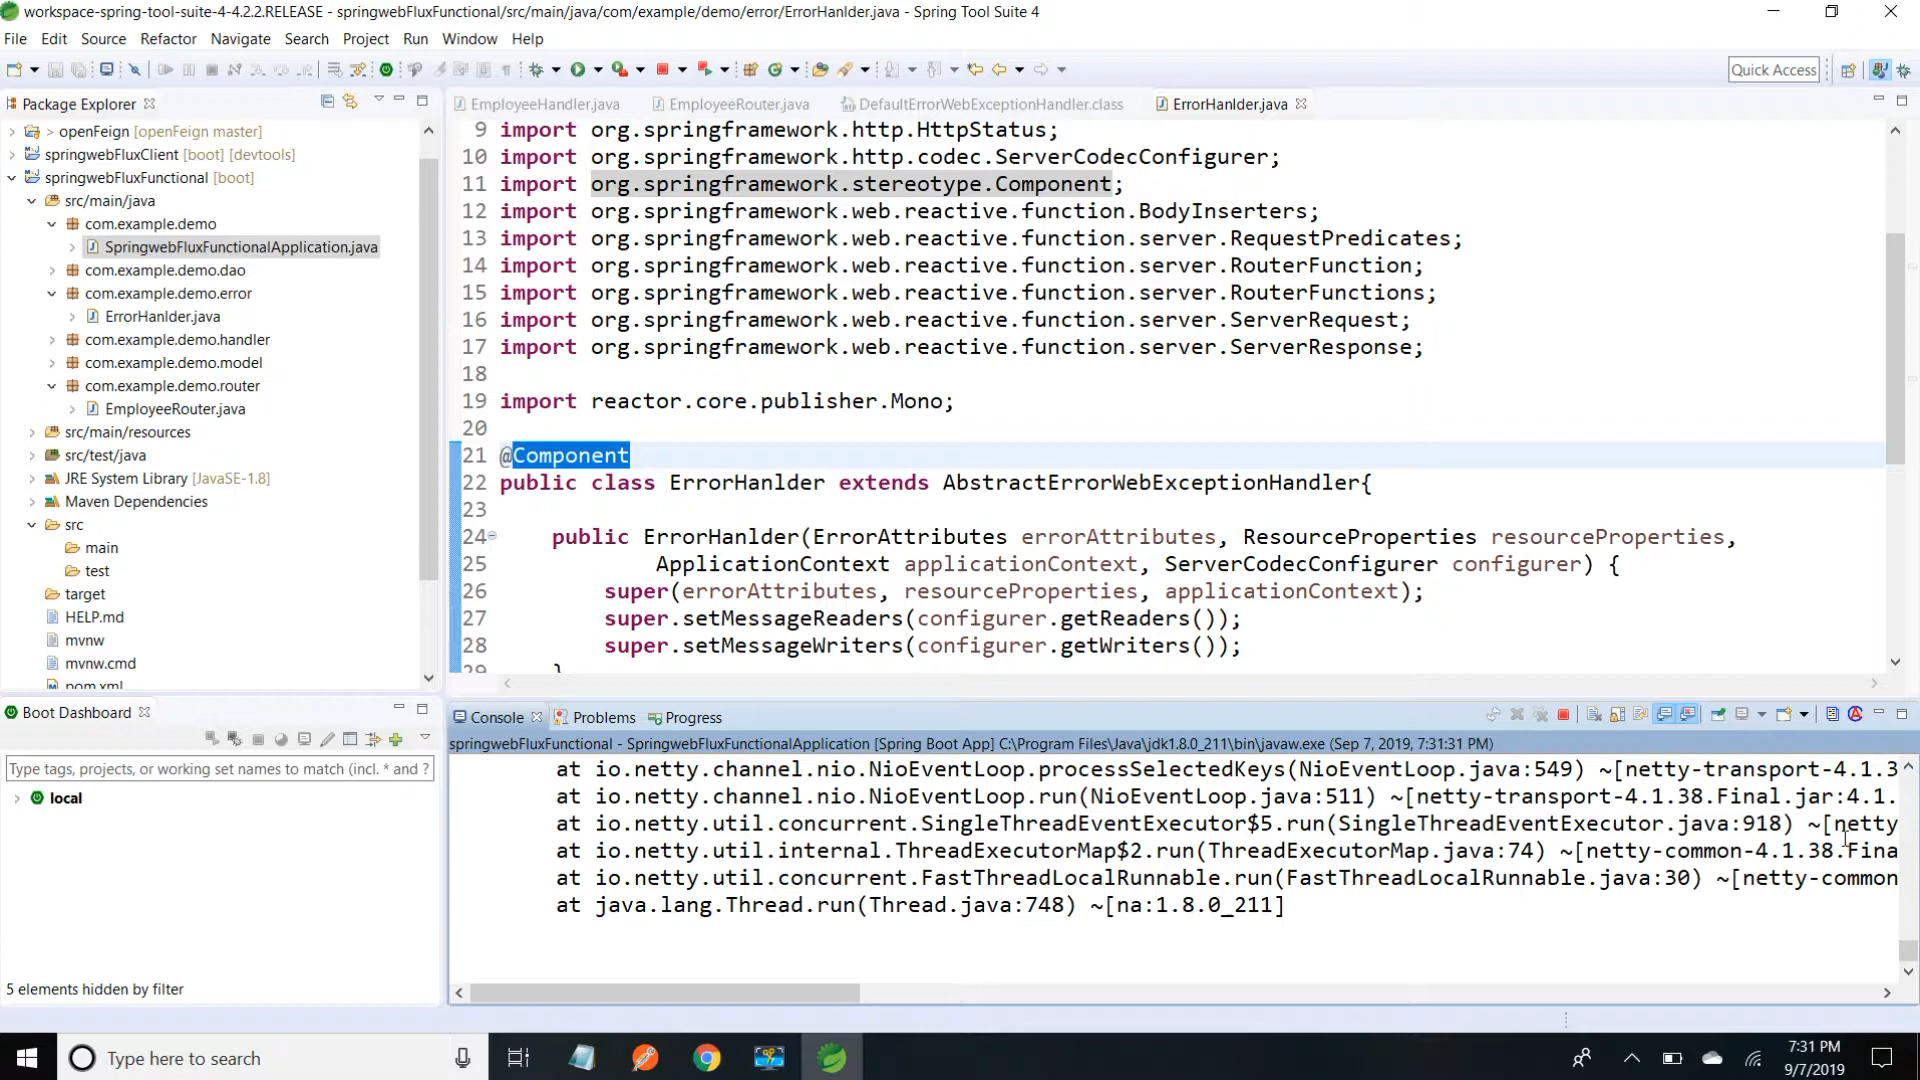 workspace-spring-tool-suite-4-4.2.2.RELEASE - springwebFluxFunctional/src/main/java/com/example/demo/error/ErrorHanlder.java - Spring Tool Suite 4
File Edit Source Refactor Navigate Search Project Run Window Help
Quick Access
Package Explorer
> openFeign [openFeign master]
springwebFluxClient [boot] [devtools]
springwebFluxFunctional [boot]
src/main/java
com.example.demo
SpringwebFluxFunctionalApplication.java
com.example.demo.dao
com.example.demo.error
ErrorHanlder.java
com.example.demo.handler
com.example.demo.model
com.example.demo.router
EmployeeRouter.java
src/main/resources
src/test/java
JRE System Library [JavaSE-1.8]
Maven Dependencies
src
main
test
target
HELP.md
mvnw
mvnw.cmd
pom.xml
EmployeeHandler.java EmployeeRouter.java DefaultErrorWebExceptionHandler.class ErrorHanlder.java
9 import org.springframework.http.HttpStatus;
10 import org.springframework.http.codec.ServerCodecConfigurer;
11 import org.springframework.stereotype.Component;
12 import org.springframework.web.reactive.function.BodyInserters;
13 import org.springframework.web.reactive.function.server.RequestPredicates;
14 import org.springframework.web.reactive.function.server.RouterFunction;
15 import org.springframework.web.reactive.function.server.RouterFunctions;
16 import org.springframework.web.reactive.function.server.ServerRequest;
17 import org.springframework.web.reactive.function.server.ServerResponse;
18
19 import reactor.core.publisher.Mono;
20
21 @Component
22 public class ErrorHanlder extends AbstractErrorWebExceptionHandler{
23
24 public ErrorHanlder(ErrorAttributes errorAttributes, ResourceProperties resourceProperties,
25 ApplicationContext applicationContext, ServerCodecConfigurer configurer) {
26 super(errorAttributes, resourceProperties, applicationContext);
27 super.setMessageReaders(configurer.getReaders());
28 super.setMessageWriters(configurer.getWriters());
29 }
Boot Dashboard
Type tags, projects, or working set names to match (incl. * and ?
local
5 elements hidden by filter
Console Problems Progress
springwebFluxFunctional - SpringwebFluxFunctionalApplication [Spring Boot App] C:\Program Files\Java\jdk1.8.0_211\bin\javaw.exe (Sep 7, 2019, 7:31:31 PM)
at io.netty.channel.nio.NioEventLoop.processSelectedKeys(NioEventLoop.java:549) ~[netty-transport-4.1.3
at io.netty.channel.nio.NioEventLoop.run(NioEventLoop.java:511) ~[netty-transport-4.1.38.Final.jar:4.1.
at io.netty.util.concurrent.SingleThreadEventExecutor$5.run(SingleThreadEventExecutor.java:918) ~[netty
at io.netty.util.internal.ThreadExecutorMap$2.run(ThreadExecutorMap.java:74) ~[netty-common-4.1.38.Fina
at io.netty.util.concurrent.FastThreadLocalRunnable.run(FastThreadLocalRunnable.java:30) ~[netty-common
at java.lang.Thread.run(Thread.java:748) ~[na:1.8.0_211]
Type here to search
7:31 PM
9/7/2019